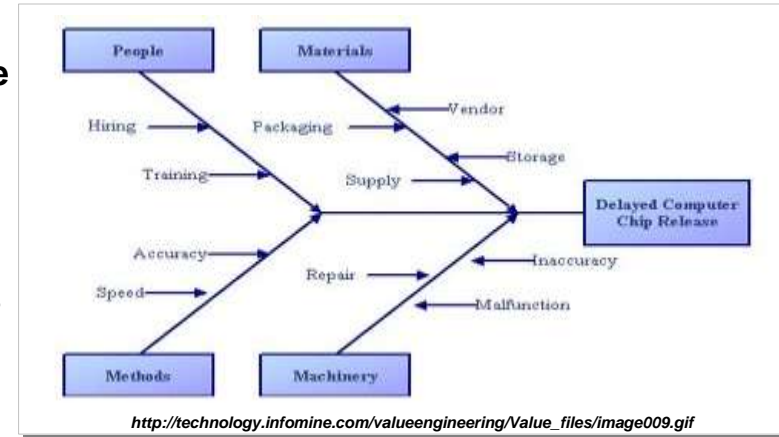 e
People
Materials
Vendor
Hiring
Packaging
Storage
Training
Supply
Delayed Computer
Chip Release
Accuracy
Inaccuracy
Repair
Speed
Malfunction
Methods
Machinery
http://technology.infomine.com/valueengineering/Value_files/image009.gif